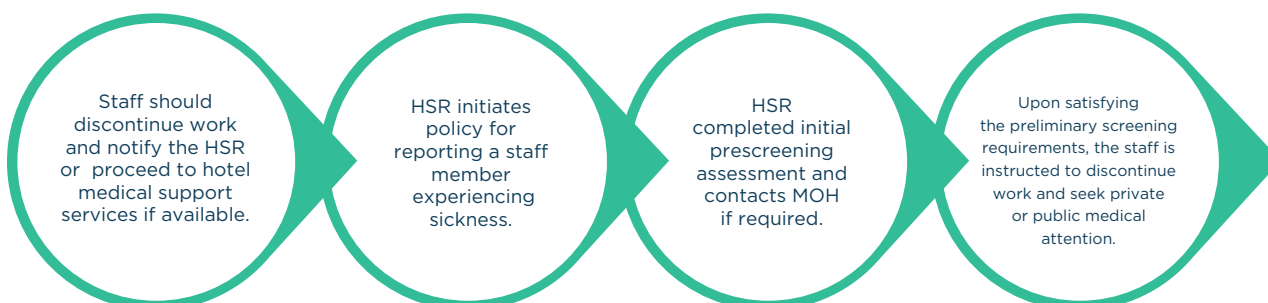 Staff should
discontinue work
and notify the HSR
or proceed to hotel
medical support
services if available.
HSR initiates
policy for
reporting a staff
member
experiencing
sickness.
HSR
completed initial
prescreening
assessment and
contacts MOH
if required.
Upon satisfying
the preliminary screening
requirements, the staff is
instructed to discontinue
work and seek private
or public medical
attention.